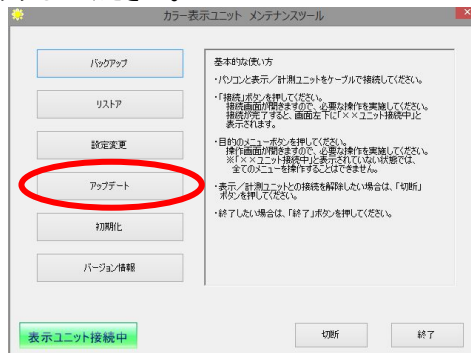 カラー表示ユニット メンテナンスツール
バックアップ
リストア
設定変更
アップデート
初期化
バージョン情報
基本的な使い方
・パソコンと表示／計測ユニットをケーブルで接続してください。
・「接続」ボタンを押してください。
接続画面が開きますので、必要な操作を実施してください。
接続が完了すると、画面左下に「××ユニット接続中」と
表示されます。
・目的のメニューボタンを押してください。
操作画面が開きますので、必要な操作を実施してください。
※「××ユニット接続中」と表示されていない状態では、
全てのメニューを操作することはできません。
・表示／計測ユニットとの接続を解除したい場合は、「切断」
ボタンを押してください。
・終了したい場合は、「終了」ボタンを押してください。
表示ユニット接続中
切断
終了